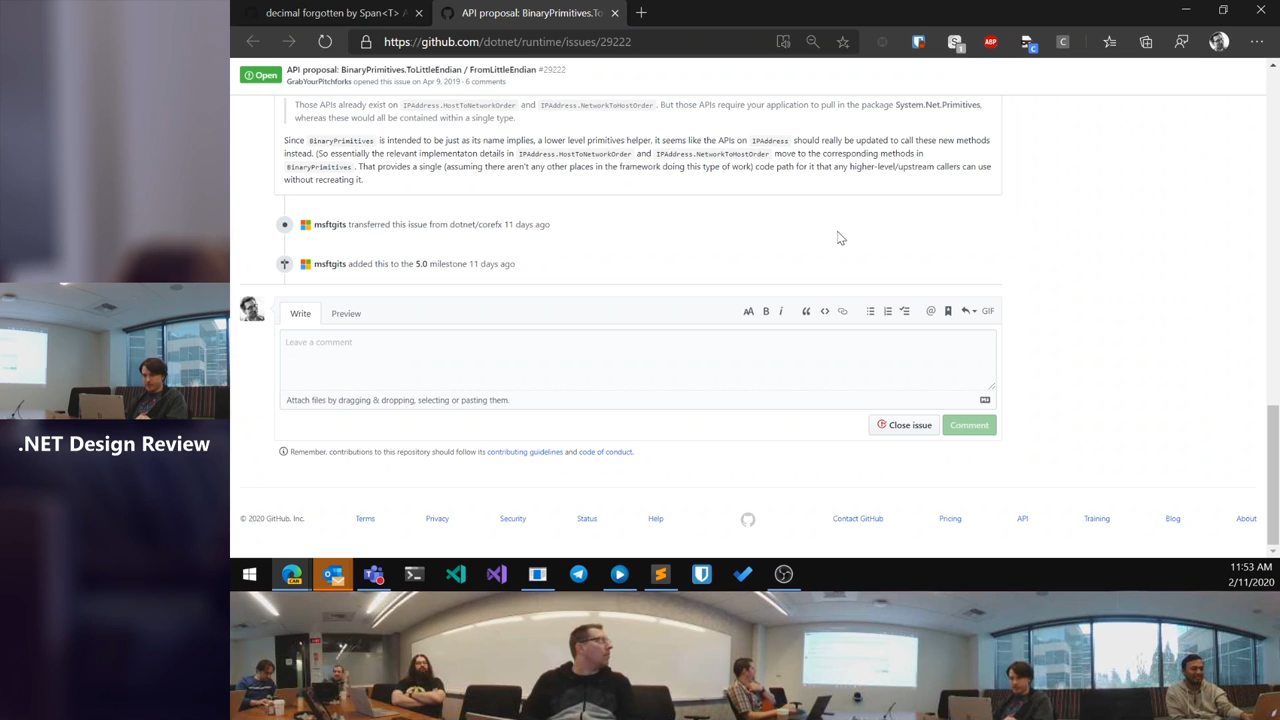 decimal forgotten by Span<T>
API proposal: BinaryPrimitives.To
https://github.com/dotnet/runtime/issues/29222
Open
API proposal: BinaryPrimitives.ToLittleEndian / FromLittleEndian #29222
GrabYourPitchforks opened this issue on Apr 9, 2019 · 6 comments
Those APIs already exist on IPAddress.HostToNetworkOrder and IPAddress.NetworkToHostOrder. But those APIs require your application to pull in the package System.Net.Primitives,
whereas these would all be contained within a single type.
Since BinaryPrimitives is intended to be just as its name implies, a lower level primitives helper, it seems like the APIs on IPAddress should really be updated to call these new methods
instead. (So essentially the relevant implementaton details in IPAddress.HostToNetworkOrder and IPAddress.NetworkToHostOrder move to the corresponding methods in
BinaryPrimitives. That provides a single (assuming there aren't any other places in the framework doing this type of work) code path for it that any higher-level/upstream callers can use
without recreating it.
msftgits transferred this issue from dotnet/corefx 11 days ago
msftgits added this to the 5.0 milestone 11 days ago
Write
Preview
AA B i
@
GIF
Leave a comment
Attach files by dragging & dropping, selecting or pasting them.
Close issue
Comment
Remember, contributions to this repository should follow its contributing guidelines and code of conduct.
.NET Design Review
© 2020 GitHub, Inc.
Terms
Privacy
Security
Status
Help
Contact GitHub
Pricing
API
Training
Blog
About
11:53 AM
2/11/2020